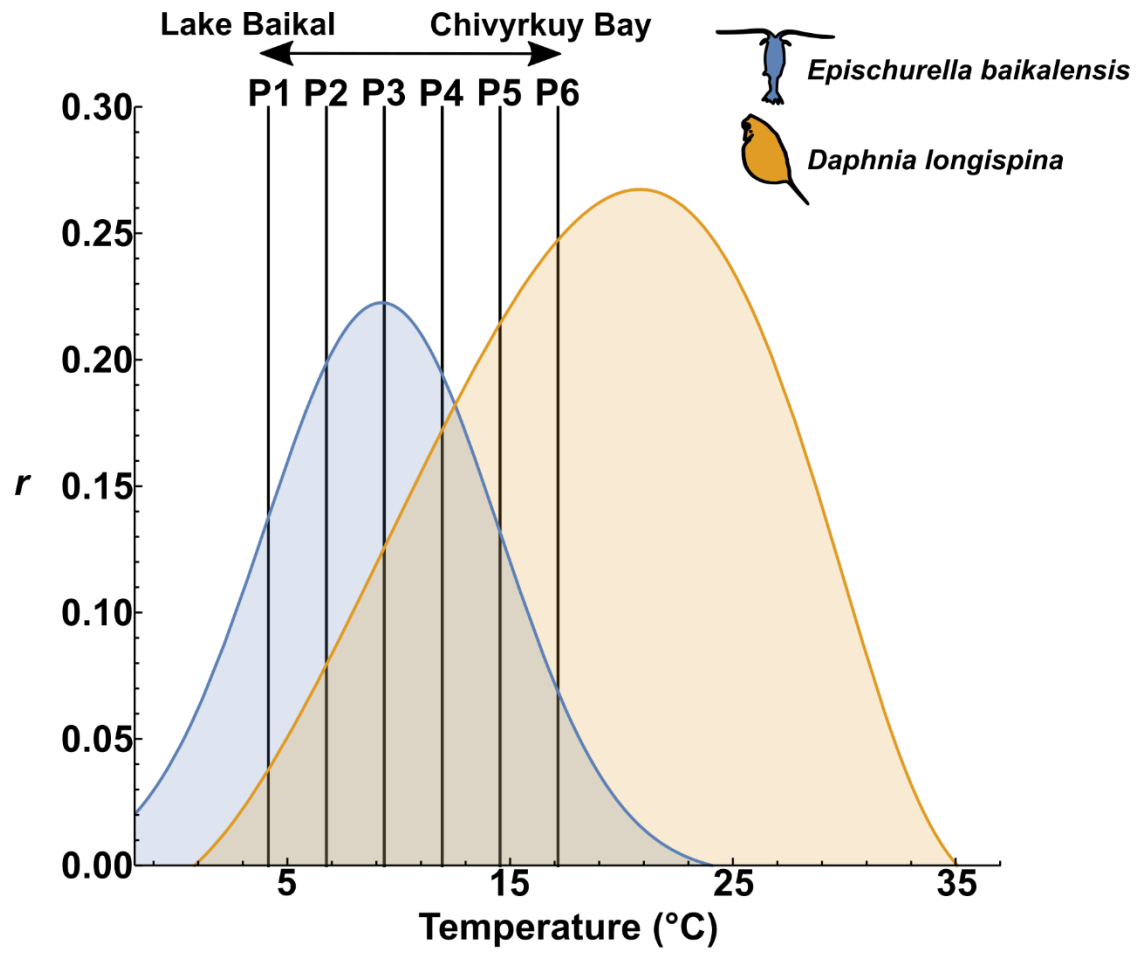 Lake Baikal
Chivyrkuy Bay
P1 P2 P3 P4 P5 P6
Epischurella baikalensis
Daphnia longispina
0.30
0.25
0.20
0.15
0.10
0.05
0.00
r
5 15 25 35
Temperature (°C)